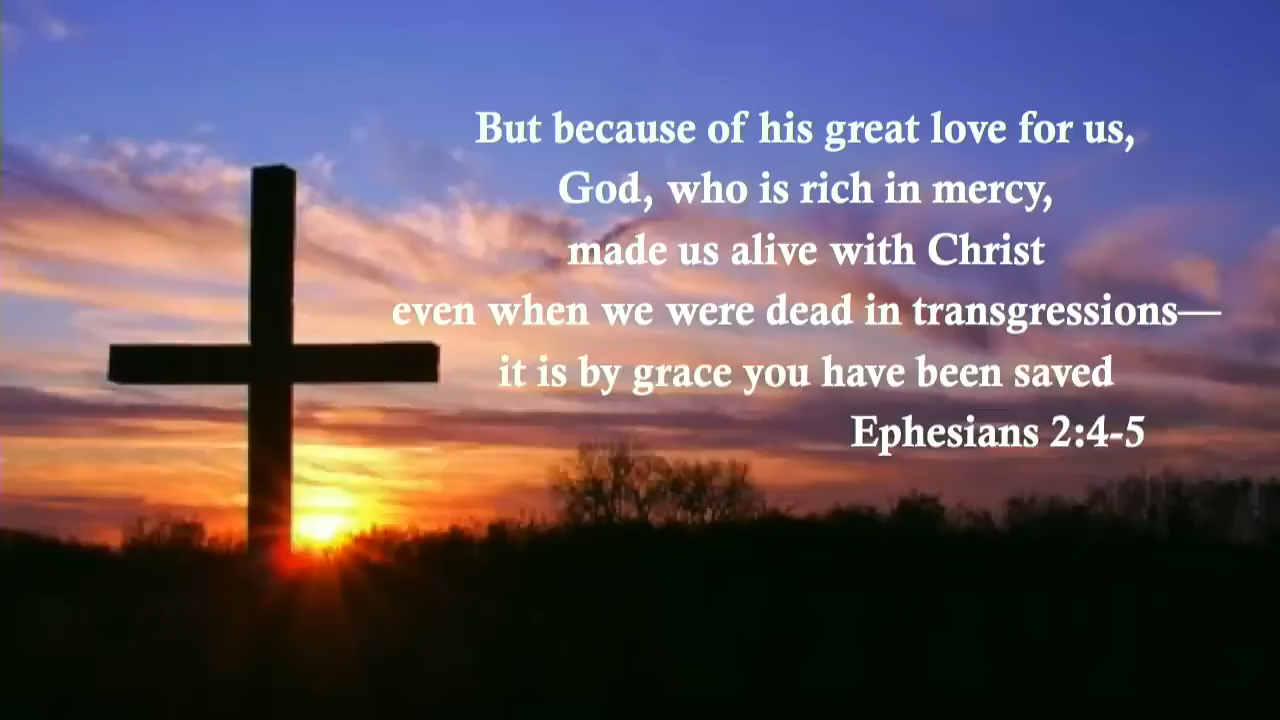 But because of his great love for us,
God, who is rich in mercy,
made us alive with Christ
even when we were dead in transgressions—
it is by grace you have been saved
Ephesians 2:4-5